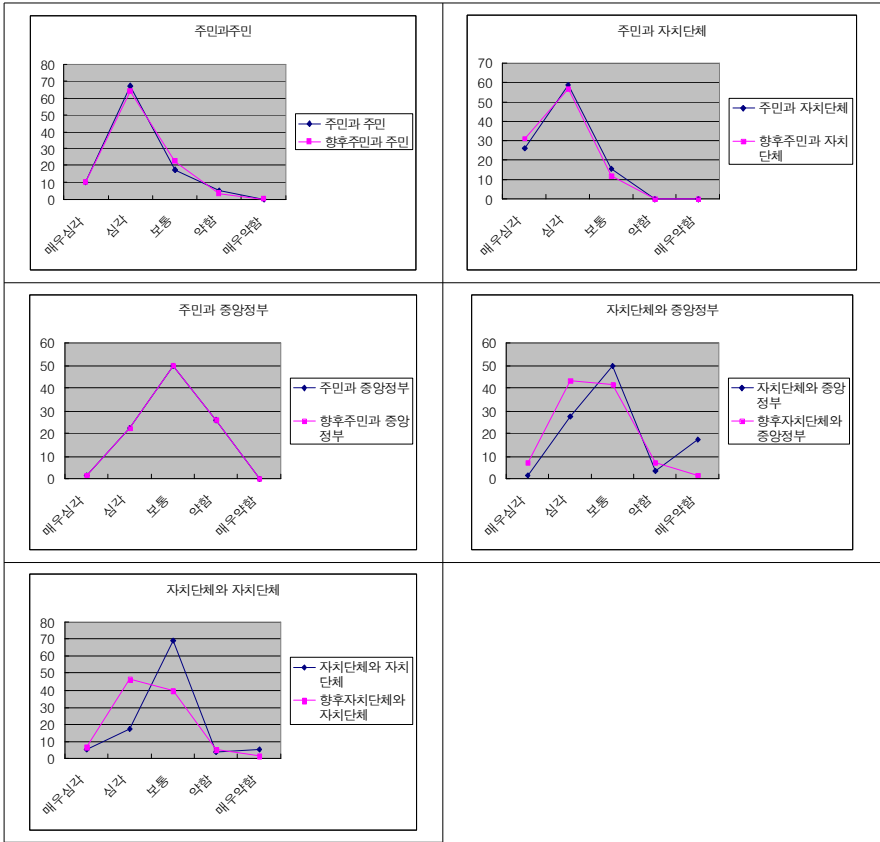 주민과주민
80
70
60
50
40
30
20
10
0
매우심각
심각
보통
약함
매우약함
주민과 주민
향후주민과 주민
주민과 자치단체
70
60
50
40
30
20
10
0
매우심각
심각
보통
약함
매우약함
주민과 자치단체
향후주민과 자치
단체
주민과 중앙정부
60
50
40
30
20
10
0
매우심각
심각
보통
약함
매우약함
주민과 중앙정부
향후주민과 중앙
정부
자치단체와 중앙정부
60
50
40
30
20
10
0
매우심각
심각
보통
약함
매우약함
자치단체와 중앙
정부
향후자치단체와
중앙정부
자치단체와 자치단체
80
70
60
50
40
30
20
10
0
매우심각
심각
보통
약함
매우약함
자치단체와 자치
단체
향후자치단체와
자치단체